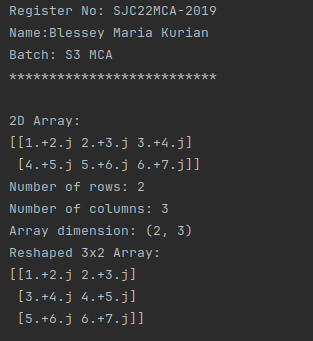 Register No: SJC22MCA-2019
Name:Blessey Maria Kurian
Batch: S3 MCA
**************************
2D Array:
[[1.+2.j 2.+3.j 3.+4.j]
 [4.+5.j 5.+6.j 6.+7.j]]
Number of rows: 2
Number of columns: 3
Array dimension: (2, 3)
Reshaped 3x2 Array:
[[1.+2.j 2.+3.j]
 [3.+4.j 4.+5.j]
 [5.+6.j 6.+7.j]]